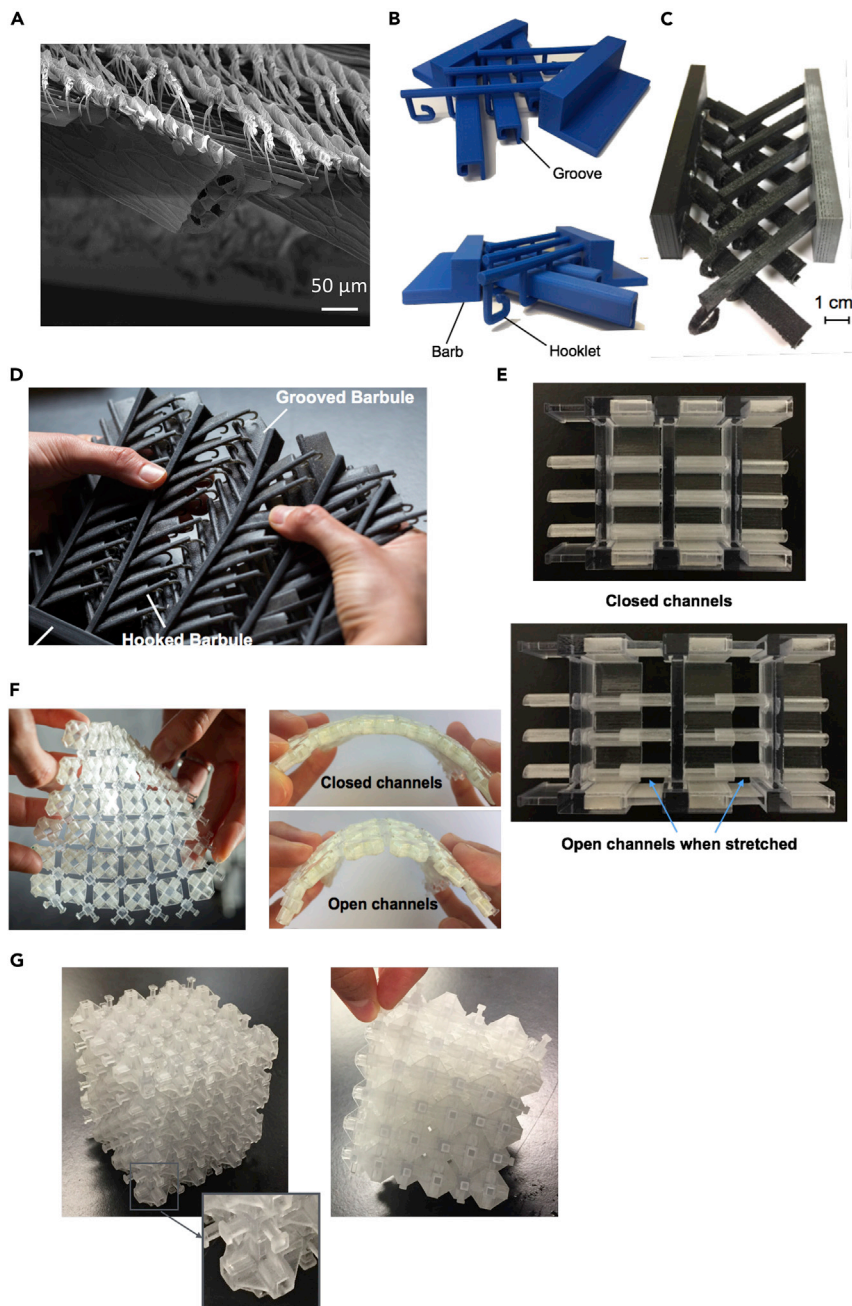 A
B
C
50 µm
Groove
Barb
Hooklet
1 cm
D
E
Grooved Barbule
Hooked Barbule
Closed channels
Open channels when stretched
F
Closed channels
Open channels
G